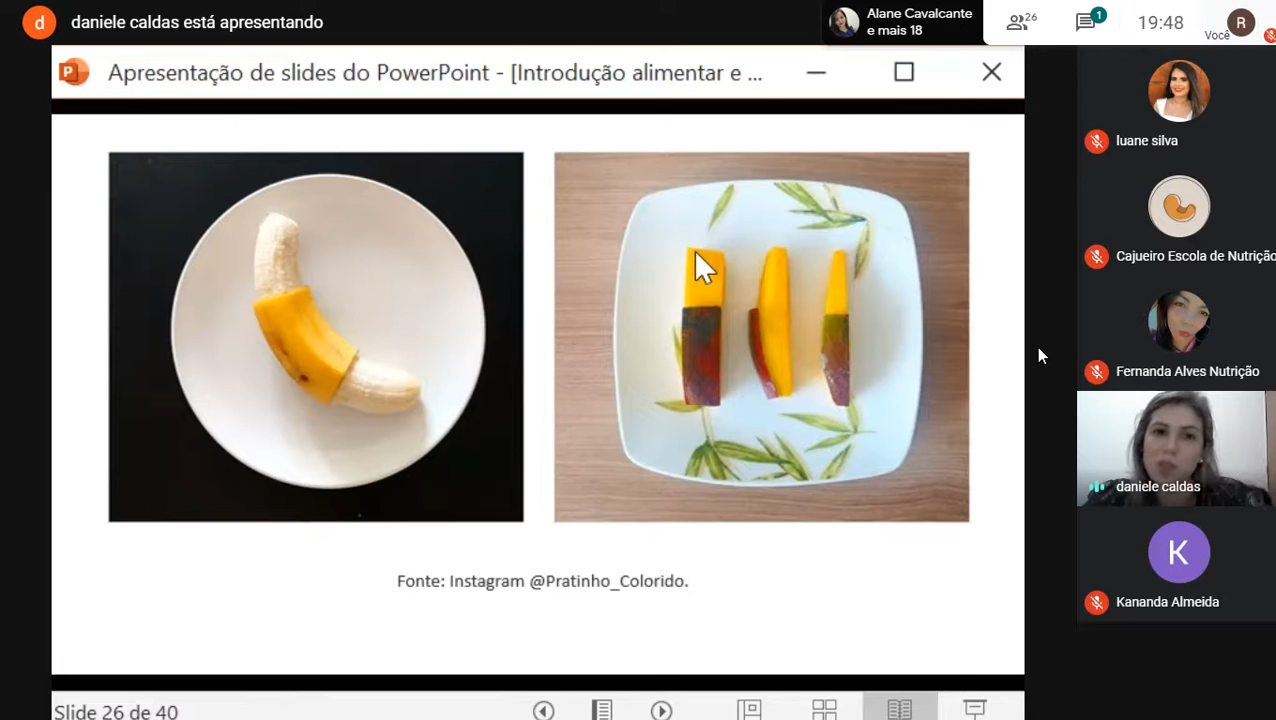 d
daniele caldas está apresentando
Alane Cavalcante
e mais 18
26
1
19:48
Você
R
P
Apresentação de slides do PowerPoint - [Introdução alimentar e ...
luane silva
Cajueiro Escola de Nutrição
Fernanda Alves Nutrição
daniele caldas
K
Kananda Almeida
Fonte: Instagram @Pratinho_Colorido.
Slide 26 de 40